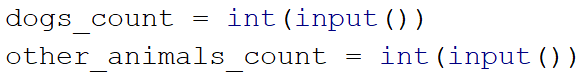 dogs_count = int(input())
other_animals_count = int(input())